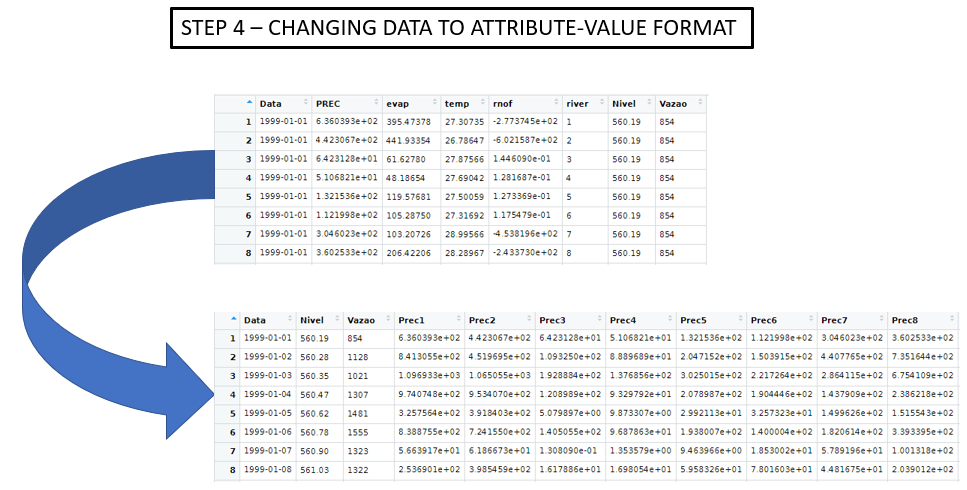 STEP 4 – CHANGING DATA TO ATTRIBUTE-VALUE FORMAT
Data PREC evap temp rnof river Nivel Vazao
1 1999-01-01 6.360393e+02 395.47378 27.30735 -2.773745e+02 1 560.19 854
2 1999-01-01 4.423067e+02 441.93354 26.78647 -6.021587e+02 2 560.19 854
3 1999-01-01 6.423128e+01 61.62780 27.87566 1.446090e-01 3 560.19 854
4 1999-01-01 5.106821e+01 48.18654 27.69042 1.281687e-01 4 560.19 854
5 1999-01-01 1.321536e+02 119.57681 27.50059 1.273369e-01 5 560.19 854
6 1999-01-01 1.121998e+02 105.28750 27.31692 1.175479e-01 6 560.19 854
7 1999-01-01 3.046023e+02 103.20726 28.99566 -4.538196e+02 7 560.19 854
8 1999-01-01 3.602533e+02 206.42206 28.28967 -2.433730e+02 8 560.19 854
Data Nivel Vazao Prec1 Prec2 Prec3 Prec4 Prec5 Prec6 Prec7 Prec8
1 1999-01-01 560.19 854 6.360393e+02 4.423067e+02 6.423128e+01 5.106821e+01 1.321536e+02 1.121998e+02 3.046023e+02 3.602533e+02
2 1999-01-02 560.28 1128 8.413055e+02 4.519695e+02 1.093250e+02 8.889689e+01 2.047152e+02 1.503915e+02 4.407765e+02 7.351644e+02
3 1999-01-03 560.35 1021 1.096933e+03 1.065055e+03 1.928884e+02 1.376856e+02 3.025015e+02 2.217264e+02 2.864115e+02 6.754109e+02
4 1999-01-04 560.47 1307 9.740748e+02 9.534070e+02 1.208989e+02 9.329792e+01 2.078987e+02 1.904446e+02 1.437909e+02 2.386218e+02
5 1999-01-05 560.62 1481 3.257564e+02 3.918403e+02 5.079897e+00 9.873307e+00 2.992113e+01 3.257323e+01 1.499626e+02 1.515543e+02
6 1999-01-06 560.78 1555 8.388755e+02 7.241550e+02 1.405055e+02 9.687863e+01 1.938007e+02 1.400004e+02 1.820614e+02 3.393395e+02
7 1999-01-07 560.90 1323 5.663917e+01 6.186673e+01 1.308090e-01 1.353579e+00 9.463966e+00 1.853002e+01 5.789196e+01 1.001318e+02
8 1999-01-08 561.03 1322 2.536901e+02 3.985459e+02 1.617886e+01 1.698054e+01 5.958326e+01 7.801603e+01 4.481675e+01 2.039012e+02